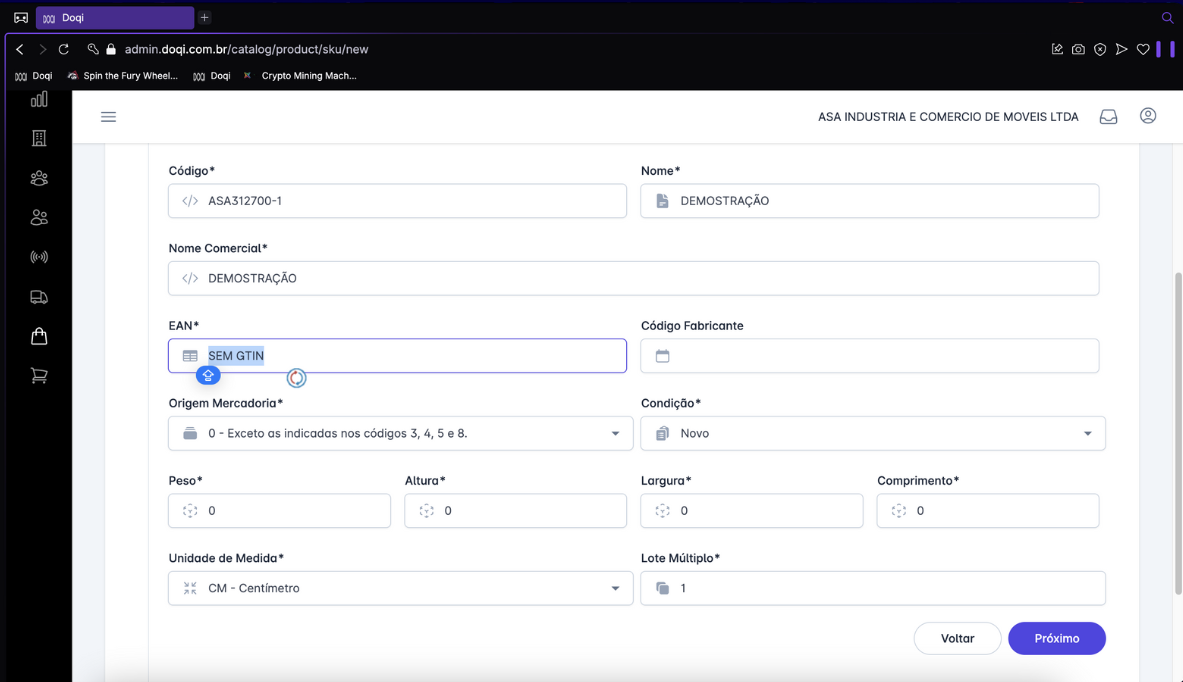 Doqi
admin.doqi.com.br/catalog/product/sku/new
Doqi Spin the Fury Wheel... Doqi Crypto Mining Mach...
ASA INDUSTRIA E COMERCIO DE MOVEIS LTDA
Código* Nome*
ASA312700-1 DEMOSTRAÇÃO
Nome Comercial*
DEMOSTRAÇÃO
EAN* Código Fabricante
SEM GTIN
Origem Mercadoria* Condição*
0 - Exceto as indicadas nos códigos 3, 4, 5 e 8. Novo
Peso* Altura* Largura* Comprimento*
0 0 0 0
Unidade de Medida* Lote Múltiplo*
CM - Centímetro 1
Voltar Próximo